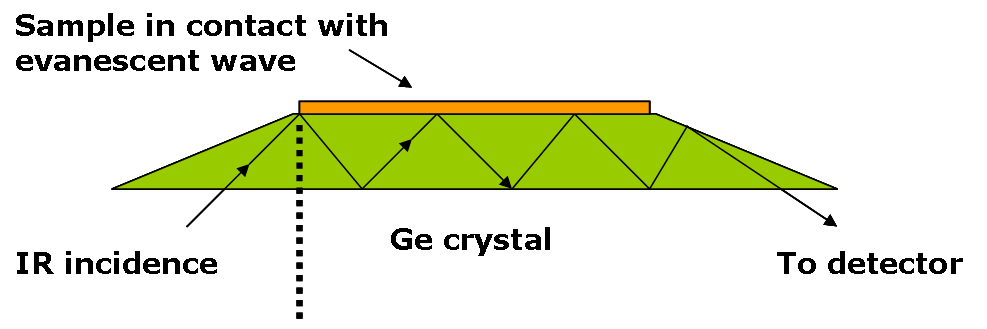 Sample in contact with
evanescent wave
Ge crystal
IR incidence
To detector